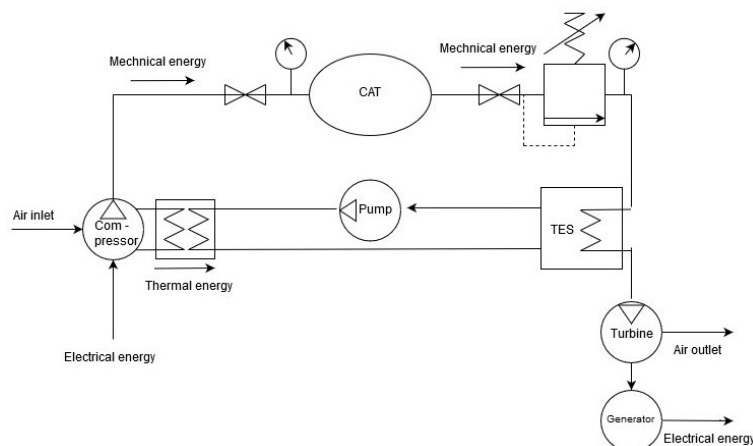 Mechnical energy
Mechnical energy
CAT
Air inlet
Com -
pressor
Pump
TES
Thermal energy
Electrical energy
Turbine
Air outlet
Generator
Electrical energy